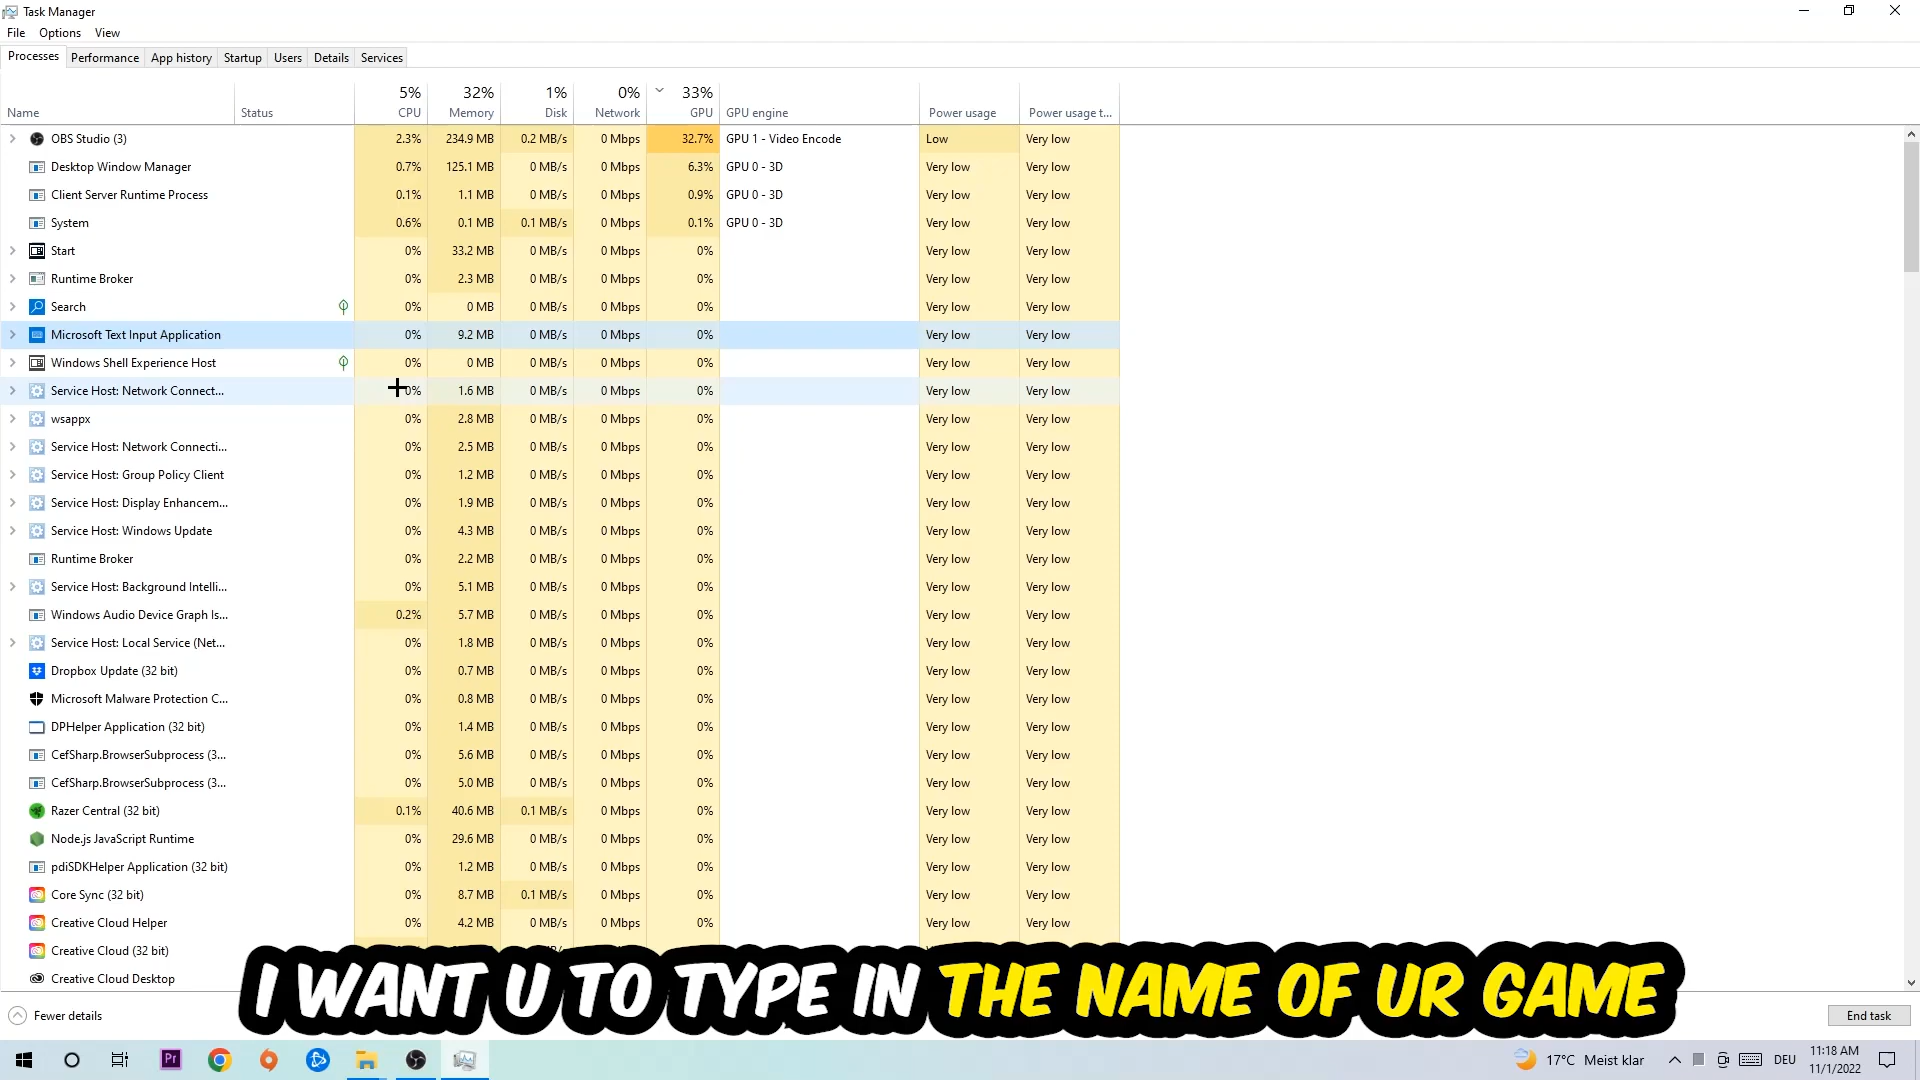 Task Manager
File Options View
Processes Performance App history Startup Users Details Services
5% 32% 1% 0% 33%
Name Status CPU Memory Disk Network GPU GPU engine Power usage Power usage t...
OBS Studio (3) 2.3% 234.9 MB 0.2 MB/s 0 Mbps 32.7% GPU 1 - Video Encode Low Very low
Desktop Window Manager 0.7% 125.1 MB 0 MB/s 0 Mbps 6.3% GPU 0 - 3D Very low Very low
Client Server Runtime Process 0.1% 1.1 MB 0 MB/s 0 Mbps 0.9% GPU 0 - 3D Very low Very low
System 0.6% 0.1 MB 0.1 MB/s 0 Mbps 0.1% GPU 0 - 3D Very low Very low
Start 0% 33.2 MB 0 MB/s 0 Mbps 0% Very low Very low
Runtime Broker 0% 2.3 MB 0 MB/s 0 Mbps 0% Very low Very low
Search 0% 0 MB 0 MB/s 0 Mbps 0% Very low Very low
Microsoft Text Input Application 0% 9.2 MB 0 MB/s 0 Mbps 0% Very low Very low
Windows Shell Experience Host 0% 0 MB 0 MB/s 0 Mbps 0% Very low Very low
Service Host: Network Connect... 0% 1.6 MB 0 MB/s 0 Mbps 0% Very low Very low
wsappx 0% 2.8 MB 0 MB/s 0 Mbps 0% Very low Very low
Service Host: Network Connecti... 0% 2.5 MB 0 MB/s 0 Mbps 0% Very low Very low
Service Host: Group Policy Client 0% 1.2 MB 0 MB/s 0 Mbps 0% Very low Very low
Service Host: Display Enhancem... 0% 1.9 MB 0 MB/s 0 Mbps 0% Very low Very low
Service Host: Windows Update 0% 4.3 MB 0 MB/s 0 Mbps 0% Very low Very low
Runtime Broker 0% 2.2 MB 0 MB/s 0 Mbps 0% Very low Very low
Service Host: Background Intelli... 0% 5.1 MB 0 MB/s 0 Mbps 0% Very low Very low
Windows Audio Device Graph Is... 0.2% 5.7 MB 0 MB/s 0 Mbps 0% Very low Very low
Service Host: Local Service (Net... 0% 1.8 MB 0 MB/s 0 Mbps 0% Very low Very low
Dropbox Update (32 bit) 0% 0.7 MB 0 MB/s 0 Mbps 0% Very low Very low
Microsoft Malware Protection C... 0% 0.8 MB 0 MB/s 0 Mbps 0% Very low Very low
DPHelper Application (32 bit) 0% 1.4 MB 0 MB/s 0 Mbps 0% Very low Very low
CefSharp.BrowserSubprocess (3... 0% 5.6 MB 0 MB/s 0 Mbps 0% Very low Very low
CefSharp.BrowserSubprocess (3... 0% 5.0 MB 0 MB/s 0 Mbps 0% Very low Very low
Razer Central (32 bit) 0.1% 40.6 MB 0.1 MB/s 0 Mbps 0% Very low Very low
Node.js JavaScript Runtime 0% 29.6 MB 0 MB/s 0 Mbps 0% Very low Very low
pdiSDKHelper Application (32 bit) 0% 1.2 MB 0 MB/s 0 Mbps 0% Very low Very low
Core Sync (32 bit) 0% 8.7 MB 0.1 MB/s 0 Mbps 0% Very low Very low
Creative Cloud Helper 0% 4.2 MB 0 MB/s 0 Mbps 0% Very low Very low
Creative Cloud (32 bit)
Creative Cloud Desktop
I WANT U TO TYPE IN THE NAME OF UR GAME
Fewer details End task
Pr 17°C Meist klar DEU 11:18 AM
11/1/2022